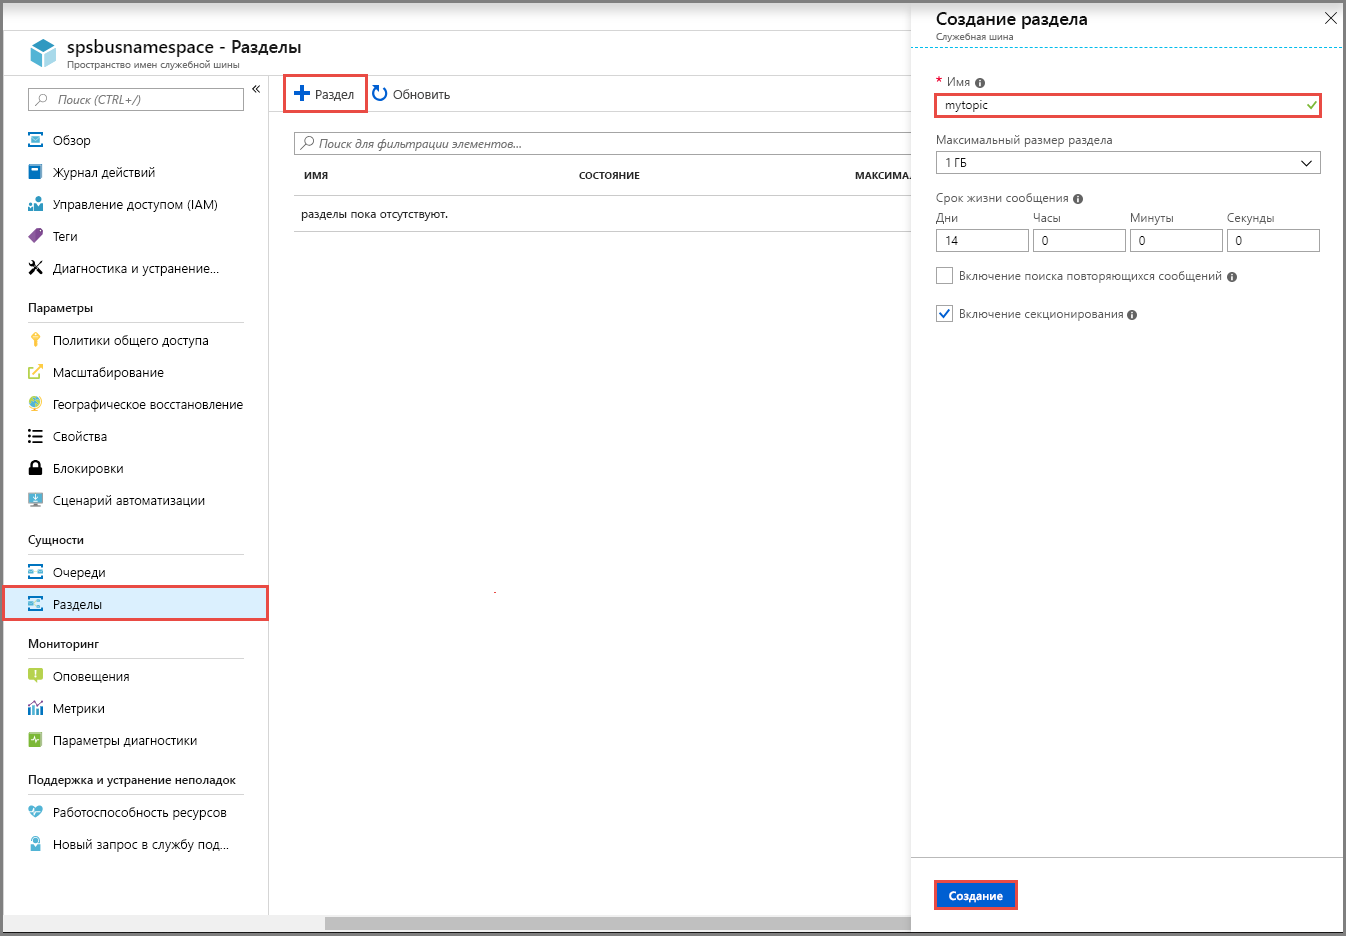 spsbusnamespace - Разделы
Пространство имен служебной шины
Поиск (CTRL+/)
«
Обзор
Журнал действий
Управление доступом (IAM)
Теги
Диагностика и устранение...
Параметры
Политики общего доступа
Масштабирование
Географическое восстановление
Свойства
Блокировки
Сценарий автоматизации
Сущности
Очереди
Разделы
Мониторинг
Оповещения
Метрики
Параметры диагностики
Поддержка и устранение неполадок
Работоспособность ресурсов
Новый запрос в службу под...
Раздел
Обновить
Поиск для фильтрации элементов...
ИМЯ СОСТОЯНИЕ МАКСИМА.
разделы пока отсутствуют.
Создание раздела
Служебная шина
* Имя
mytopic
Максимальный размер раздела
1 ГБ
Срок жизни сообщения
Дни Часы Минуты Секунды
14 0 0 0
Включение поиска повторяющихся сообщений
Включение секционирования
Создание